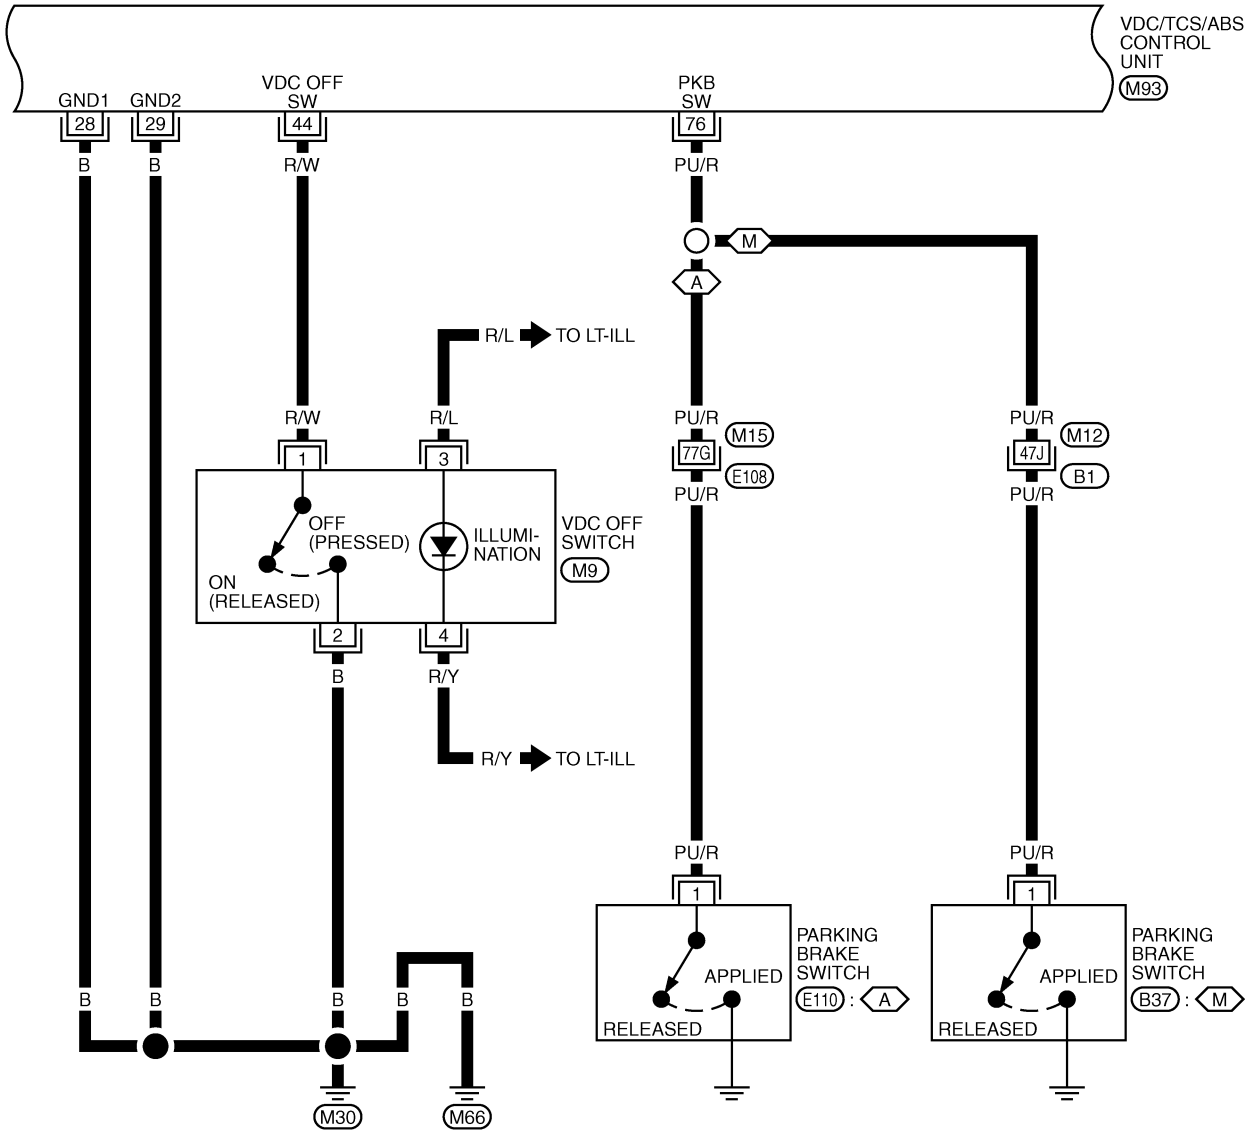 VDC/TCS/ABS
CONTROL
UNIT
M93
GND1
GND2
VDC OFF
SW
PKB
SW
28
29
44
76
B
B
R/W
PU/R
M
A
R/L
TO LT-ILL
R/W
R/L
PU/R
M15
PU/R
M12
1
3
77G
47J
E108
B1
PU/R
PU/R
OFF
(PRESSED)
ILLUMI-
NATION
VDC OFF
SWITCH
M9
ON
(RELEASED)
2
4
B
R/Y
R/Y
TO LT-ILL
PU/R
PU/R
1
1
PARKING
BRAKE
SWITCH
E110 : A
APPLIED
RELEASED
PARKING
BRAKE
SWITCH
B37 : M
APPLIED
RELEASED
B
B
B
B
B
M30
M66